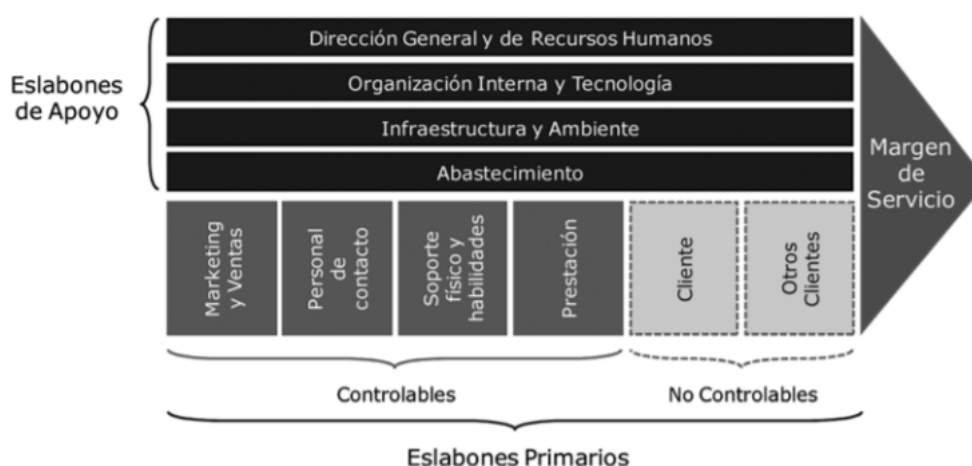 Dirección General y de Recursos Humanos
Organización Interna y Tecnología
Infraestructura y Ambiente
Abastecimiento
Eslabones
de Apoyo
Margen
de
Servicio
Marketing
y Ventas
Personal
de
contacto
Soporte
físico y
habilidades
Prestación
Cliente
Otros
Clientes
Controlables
No Controlables
Eslabones Primarios